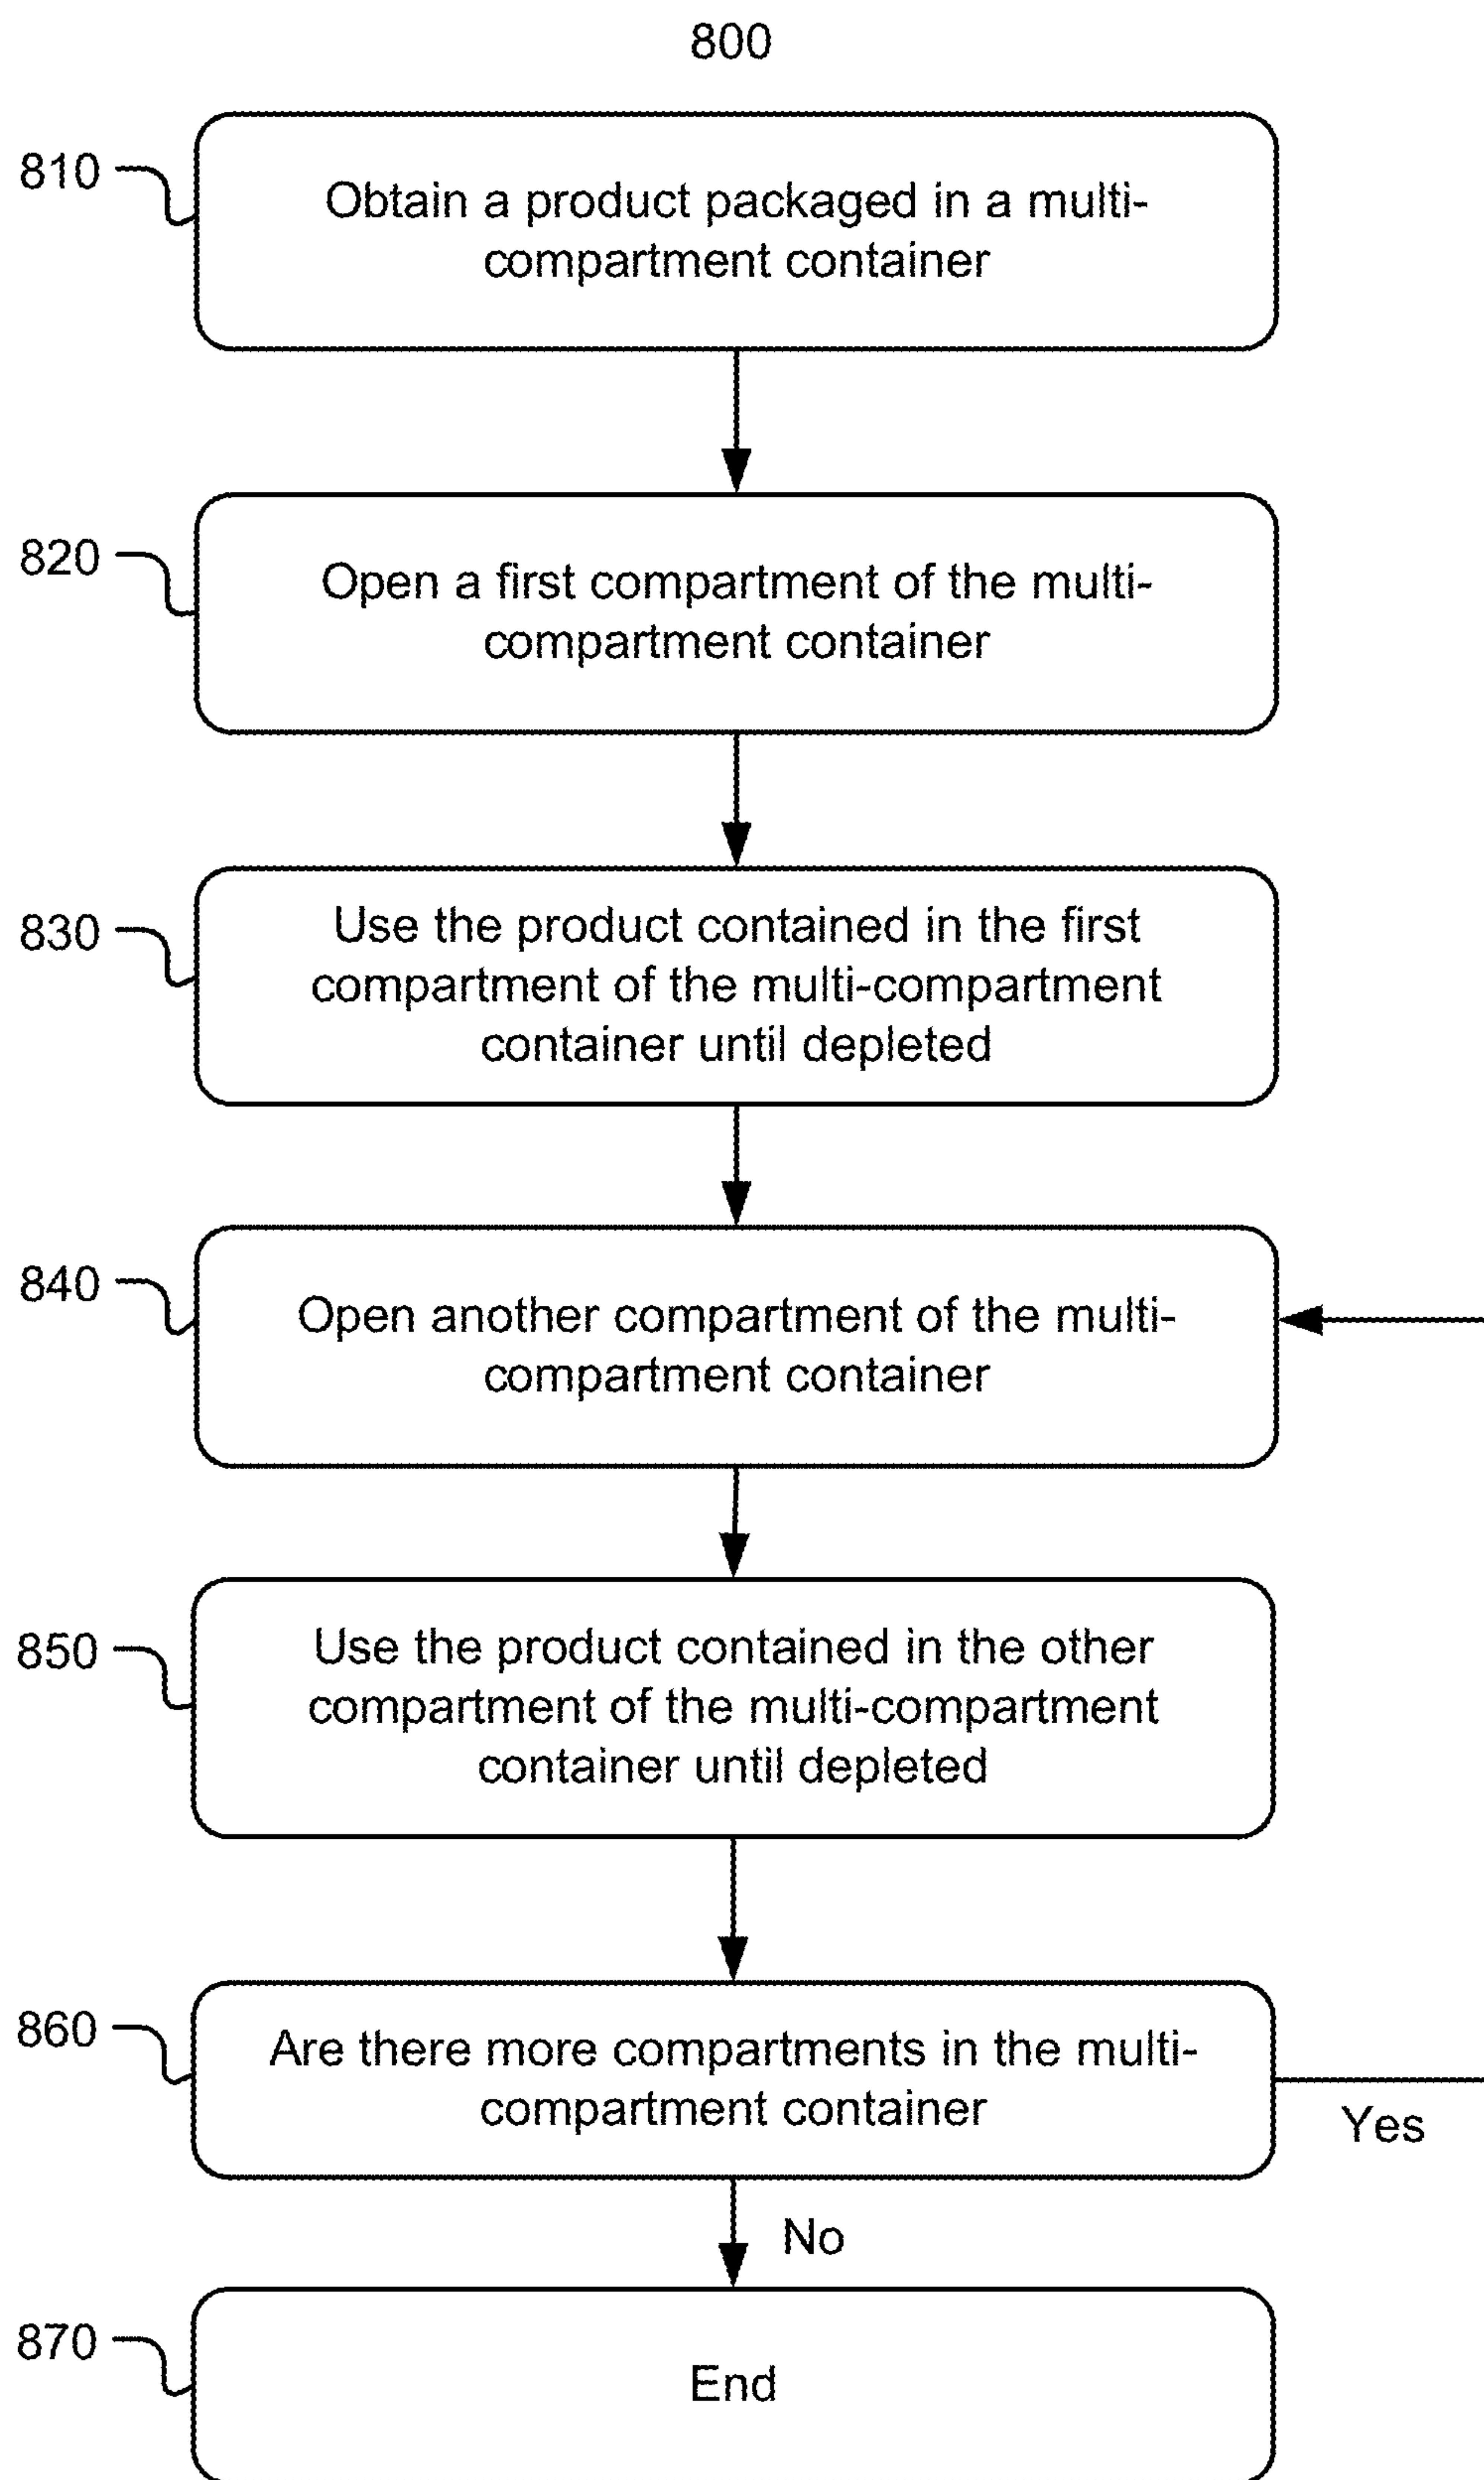 800
810
Obtain a product packaged in a multi-
compartment container
820
Open a first compartment of the multi-
compartment container
830
Use the product contained in the first
compartment of the multi-compartment
container until depleted
840
Open another compartment of the multi-
compartment container
850
Use the product contained in the other
compartment of the multi-compartment
container until depleted
860
Are there more compartments in the multi-
compartment container
Yes
No
870
End